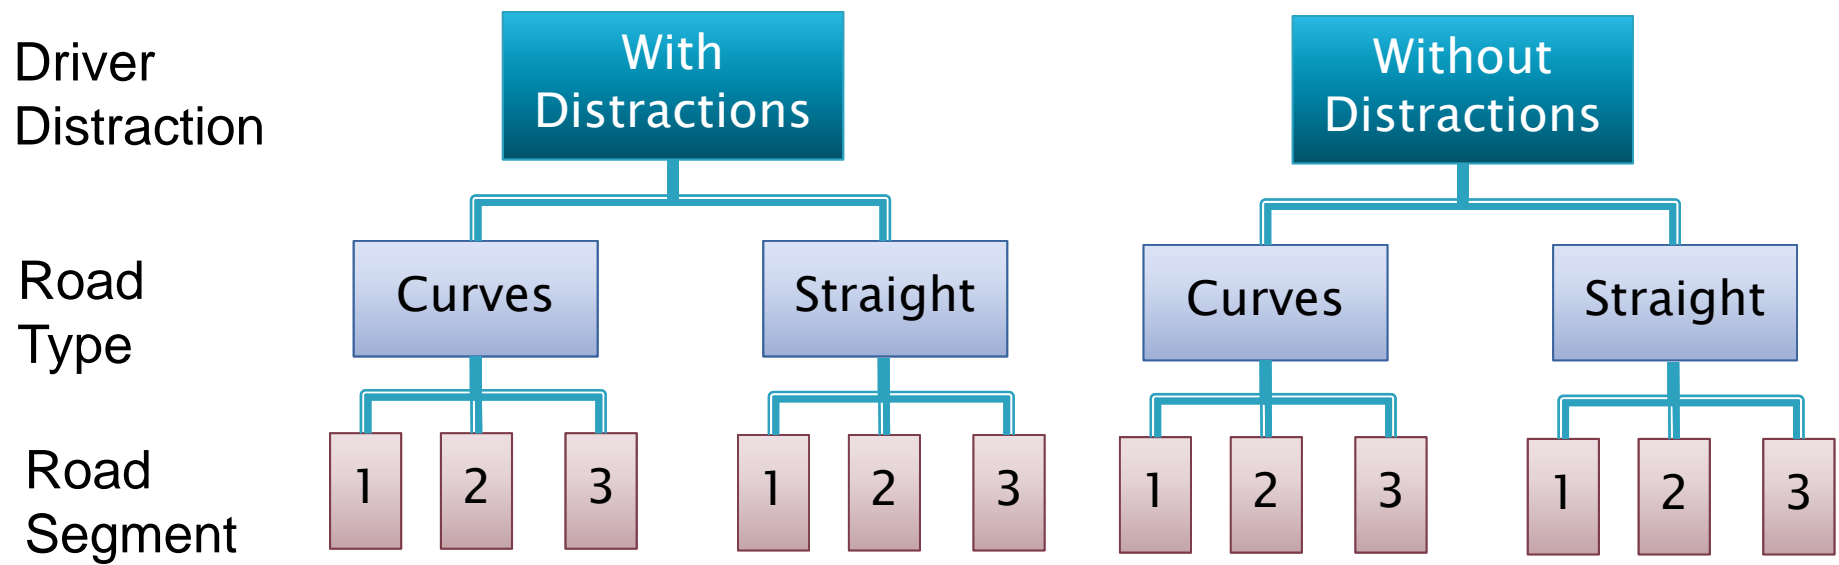 Driver
Distraction
With
Distractions
Without
Distractions
Road
Type
Curves
Straight
Curves
Straight
Road
Segment
1 2 3 1 2 3 1 2 3 1 2 3